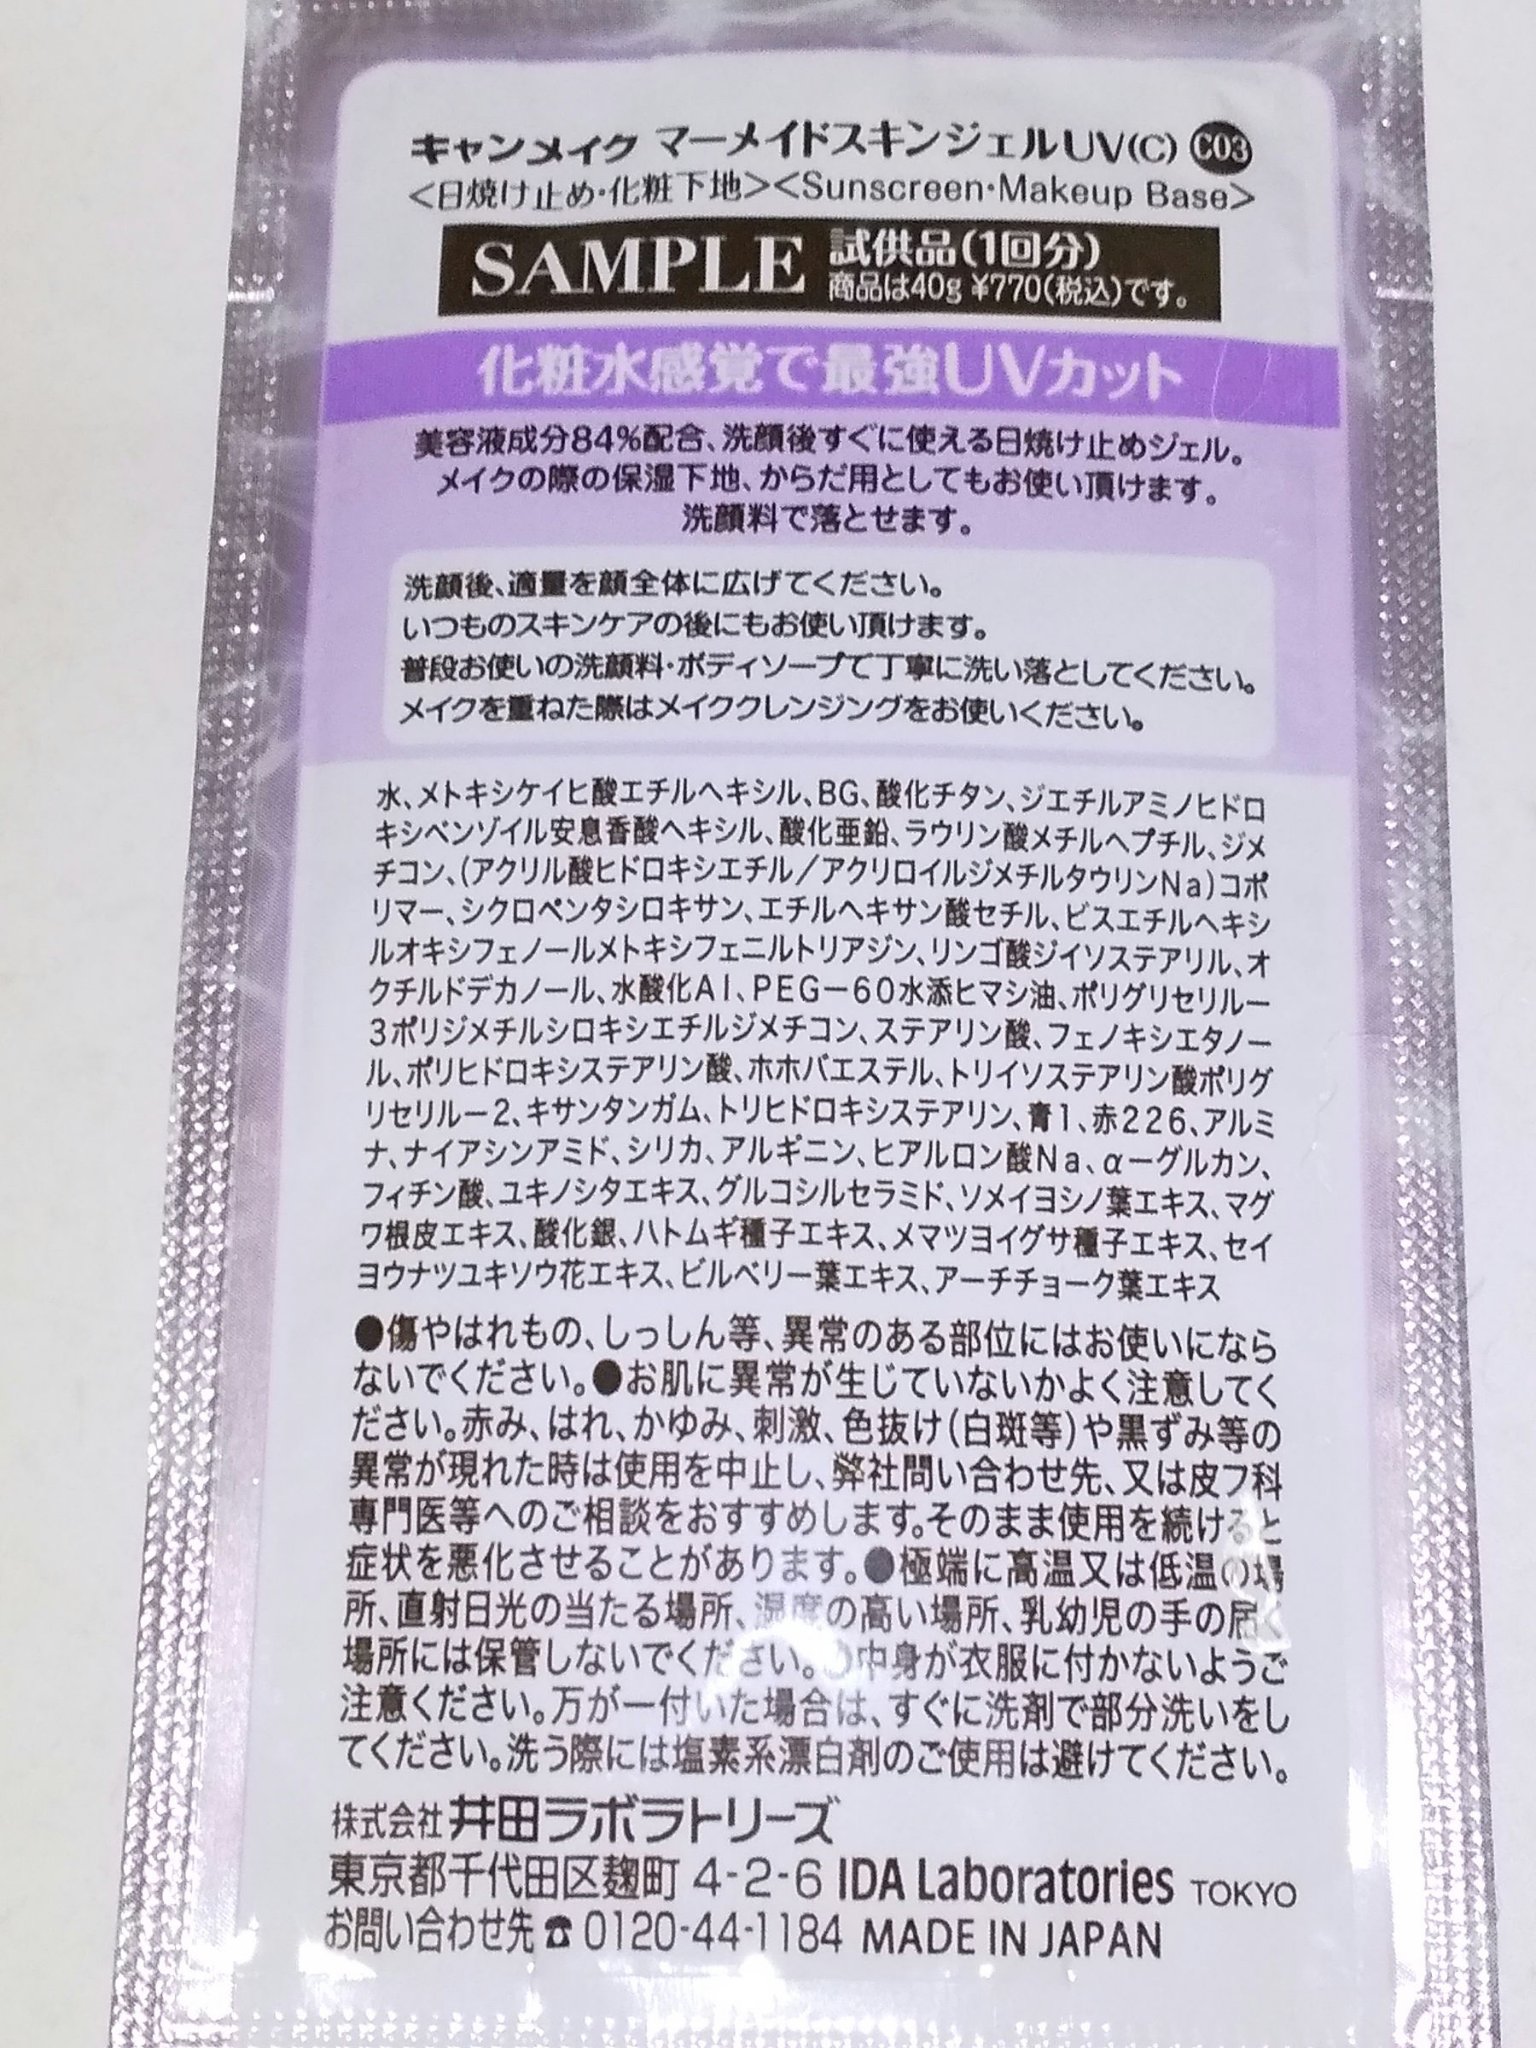 キャンメイク マーメイドスキンジェルUV(C) C03
<日焼け止め・化粧下地><Sunscreen・Makeup Base>
SAMPLE 試供品(1回分)
商品は40g ¥770(税込)です。
化粧水感覚で最強UVカット
美容液成分84%配合、洗顔後すぐに使える日焼け止めジェル。
メイクの際の保湿下地、からだ用としてもお使い頂けます。
洗顔料で落とせます。
洗顔後、適量を顔全体に広げてください。
いつものスキンケアの後にもお使い頂けます。
普段お使いの洗顔料・ボディソープで丁寧に洗い落としてください。
メイクを重ねた際はメイククレンジングをお使いください。
水、メトキシケイヒ酸エチルヘキシル、BG、酸化チタン、ジエチルアミノヒドロ
キシベンゾイル安息香酸ヘキシル、酸化亜鉛、ラウリン酸メチルヘプチル、ジメ
チコン、(アクリル酸ヒドロキシエチル/アクリロイルジメチルタウリンNa)コポ
リマー、シクロペンタシロキサン、エチルヘキサン酸セチル、ビスエチルヘキシ
ルオキシフェノールメトキシフェニルトリアジン、リンゴ酸ジイソステアリル、オ
クチルドデカノール、水酸化Al、PEG-60水添ヒマシ油、ポリグリセリル-
3ポリジメチルシロキシエチルジメチコン、ステアリン酸、フェノキシエタノー
ル、ポリヒドロキシステアリン酸、ホホバエステル、トリイソステアリン酸ポリグ
リセリル-2、キサンタンガム、トリヒドロキシステアリン、青1、赤226、アルミ
ナ、ナイアシンアミド、シリカ、アルギニン、ヒアルロン酸Na、α-グルカン、
フィチン酸、ユキノシタエキス、グルコシルセラミド、ソメイヨシノ葉エキス、マグ
ワ根皮エキス、酸化銀、ハトムギ種子エキス、メマツヨイグサ種子エキス、セイ
ヨウナツユキソウ花エキス、ビルベリー葉エキス、アーチチョーク葉エキス
●傷やはれもの、しっしん等、異常のある部位にはお使いになら
ないでください。●お肌に異常が生じていないかよく注意してく
ださい。赤み、はれ、かゆみ、刺激、色抜け(白斑等)や黒ずみ等の
異常が現れた時は使用を中止し、弊社問い合わせ先、又は皮フ科
専門医等へのご相談をおすすめします。そのまま使用を続けると
症状を悪化させることがあります。●極端に高温又は低温の場
所、直射日光の当たる場所、湿度の高い場所、乳幼児の手の届く
場所には保管しないでください。●中身が衣服に付かないようご
注意ください。万が一付いた場合は、すぐに洗剤で部分洗いをし
てください。洗う際には塩素系漂白剤のご使用は避けてください。
株式会社 井田ラボラトリーズ
東京都千代田区麹町 4-2-6 IDA Laboratories TOKYO
お問い合わせ先 ☎ 0120-44-1184 MADE IN JAPAN